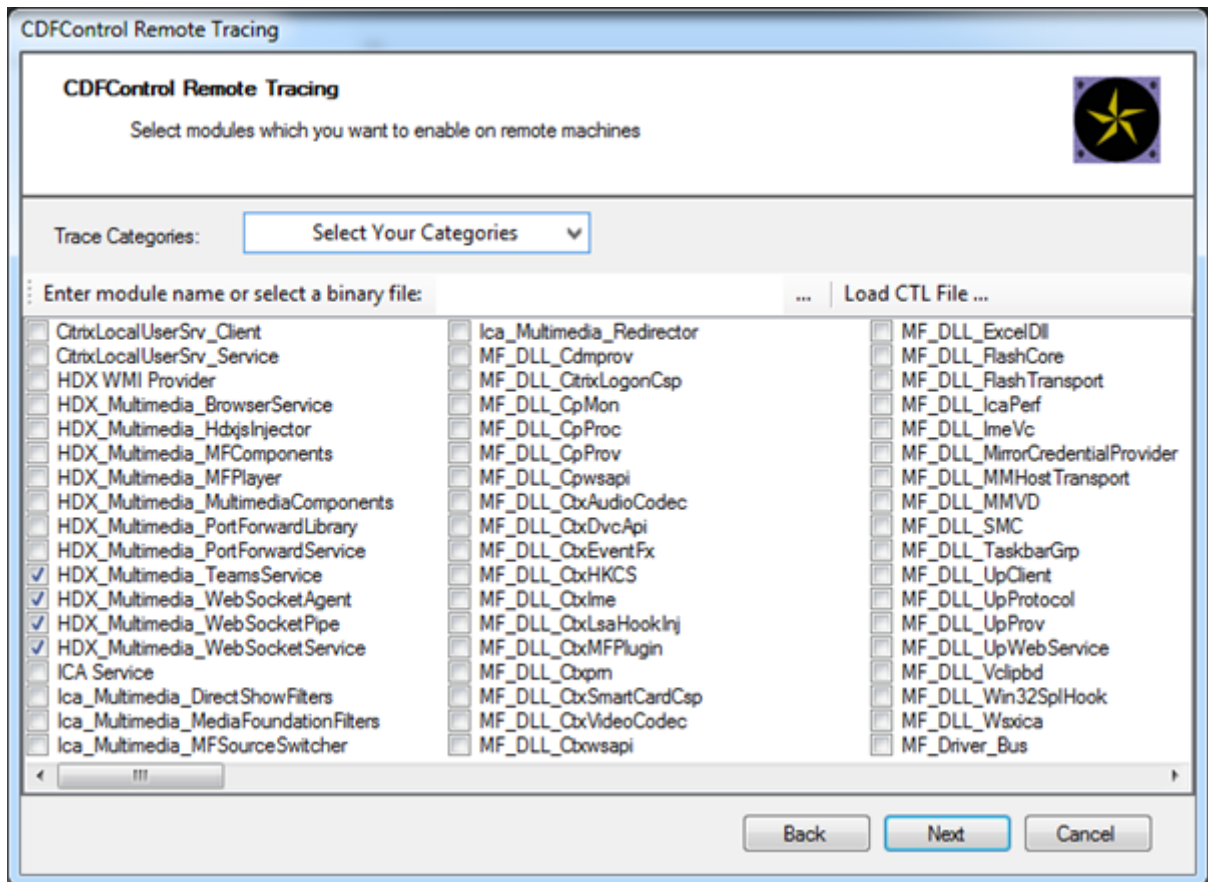 CDFControl Remote Tracing
CDFControl Remote Tracing
Select modules which you want to enable on remote machines
Trace Categories:
Select Your Categories
Enter module name or select a binary file:
...
Load CTL File ...
CitrixLocalUserSrv_Client
CitrixLocalUserSrv_Service
HDX WMI Provider
HDX_Multimedia_BrowserService
HDX_Multimedia_HdxjsInjector
HDX_Multimedia_MFComponents
HDX_Multimedia_MFPlayer
HDX_Multimedia_MultimediaComponents
HDX_Multimedia_PortForwardLibrary
HDX_Multimedia_PortForwardService
HDX_Multimedia_TeamsService
HDX_Multimedia_WebSocketAgent
HDX_Multimedia_WebSocketPipe
HDX_Multimedia_WebSocketService
ICA Service
Ica_Multimedia_DirectShowFilters
Ica_Multimedia_MediaFoundationFilters
Ica_Multimedia_MFSourceSwitcher
Ica_Multimedia_Redirector
MF_DLL_Cdmprov
MF_DLL_CitrixLogonCsp
MF_DLL_CpMon
MF_DLL_CpProc
MF_DLL_CpProv
MF_DLL_Cpwsapi
MF_DLL_CtxAudioCodec
MF_DLL_CtxDvcApi
MF_DLL_CtxEventFx
MF_DLL_CtxHKCS
MF_DLL_CtxIme
MF_DLL_CtxLsaHookInj
MF_DLL_CtxMFPlugin
MF_DLL_Ctxprn
MF_DLL_CtxSmartCardCsp
MF_DLL_CtxVideoCodec
MF_DLL_Ctxwsapi
MF_DLL_ExcelDll
MF_DLL_FlashCore
MF_DLL_FlashTransport
MF_DLL_IcaPerf
MF_DLL_ImeVc
MF_DLL_MirrorCredentialProvider
MF_DLL_MMHostTransport
MF_DLL_MMVD
MF_DLL_SMC
MF_DLL_TaskbarGrp
MF_DLL_UpClient
MF_DLL_UpProtocol
MF_DLL_UpProv
MF_DLL_UpWebService
MF_DLL_Vclipbd
MF_DLL_Win32SplHook
MF_DLL_Wsxica
MF_Driver_Bus
Back
Next
Cancel